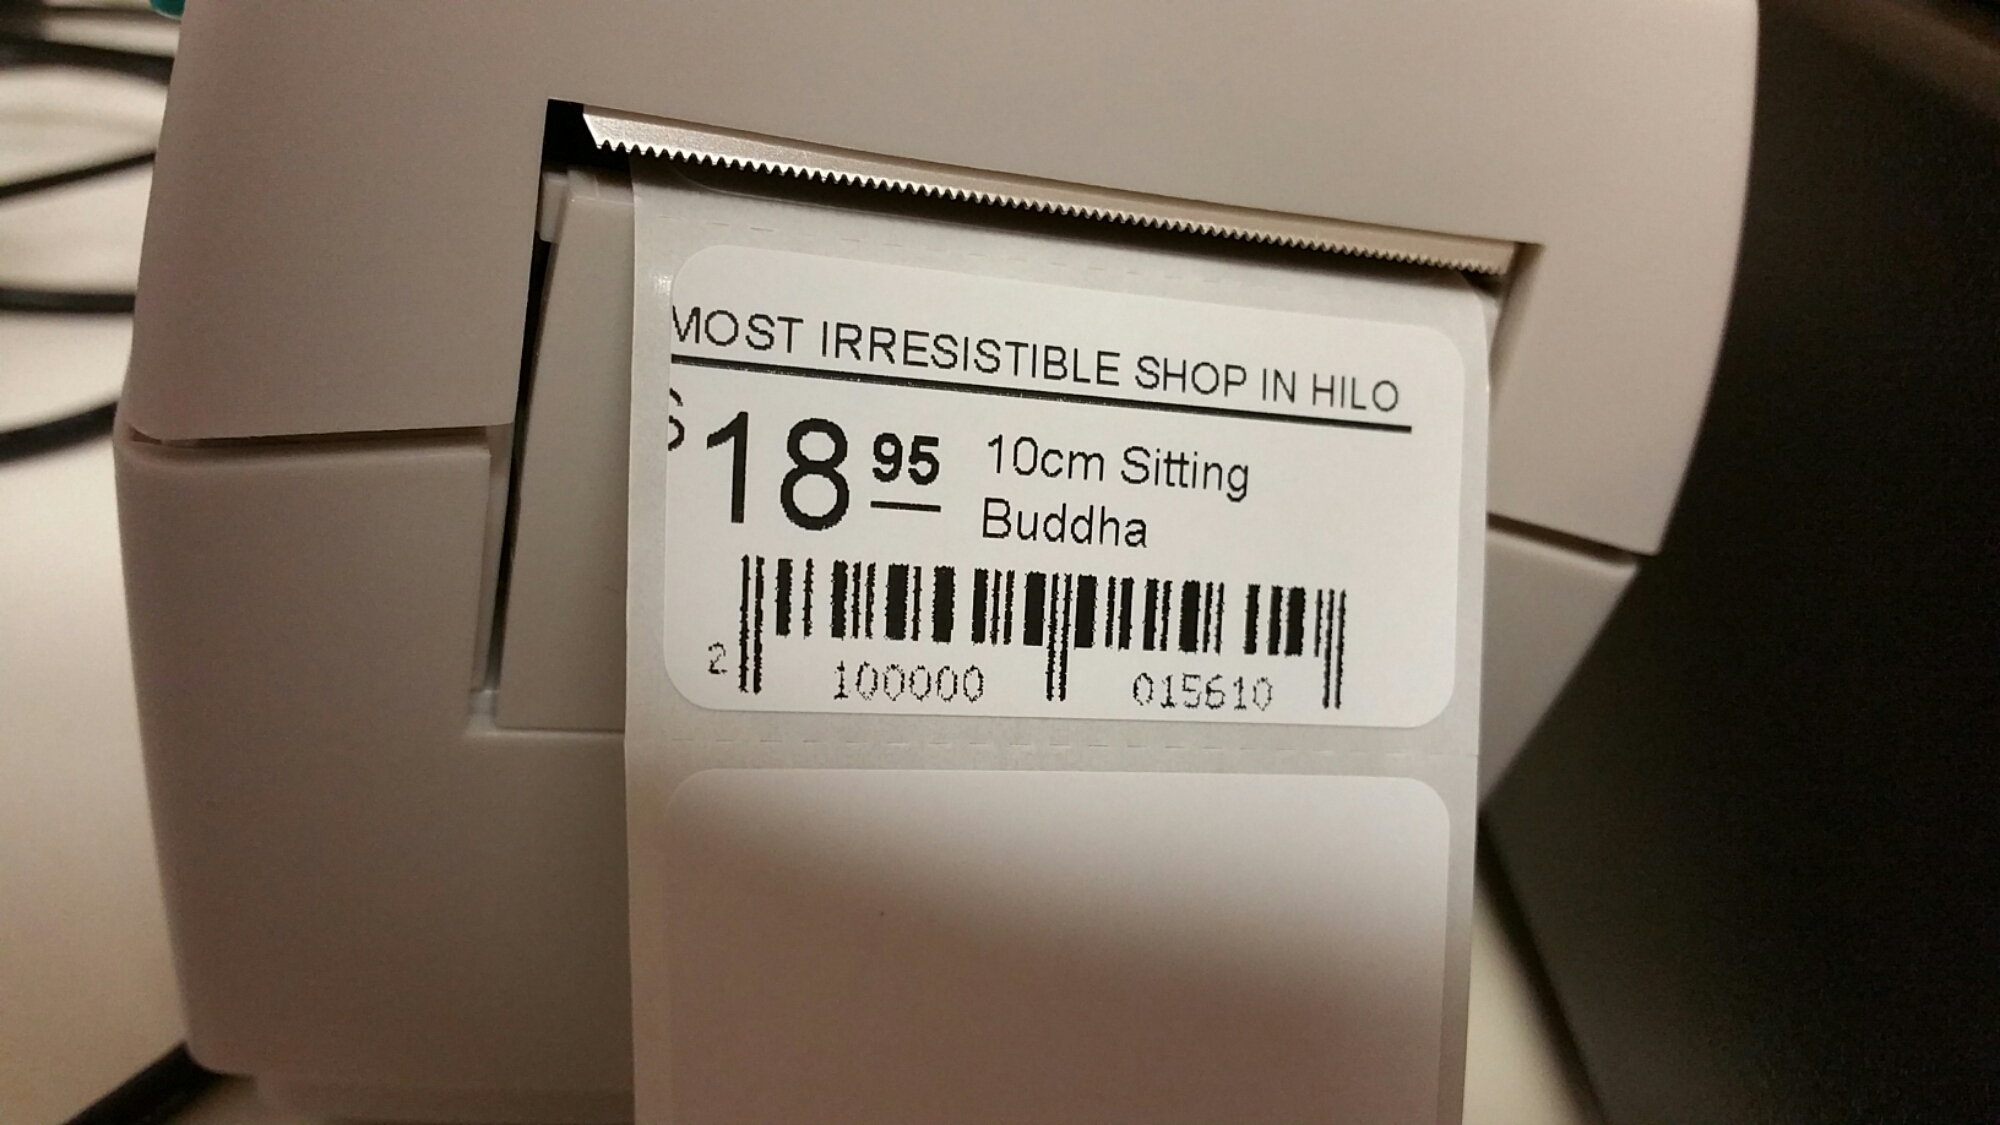 MOST IRRESISTIBLE SHOP IN HILO
$18 95 10cm Sitting
Buddha
2 100000 015610